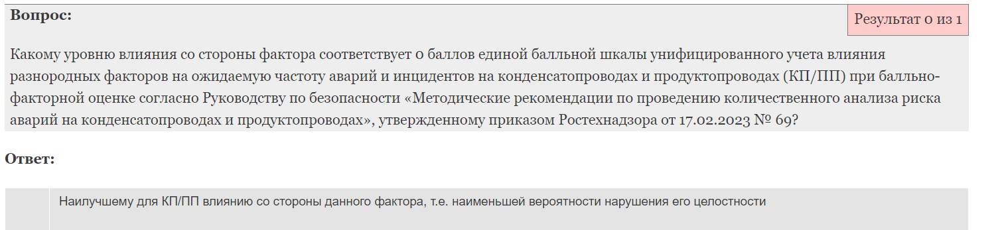 Вопрос:
Результат 0 из 1
Какому уровню влияния со стороны фактора соответствует 0 баллов единой балльной шкалы унифицированного учета влияния
разнородных факторов на ожидаемую частоту аварий и инцидентов на конденсатопроводах и продуктопроводах (КП/ПП) при балльно-
факторной оценке согласно Руководству по безопасности «Методические рекомендации по проведению количественного анализа риска
аварий на конденсатопроводах и продуктопроводах», утвержденному приказом Ростехнадзора от 17.02.2023 № 69?
Ответ:
Наилучшему для КП/ПП влиянию со стороны данного фактора, т.е. наименьшей вероятности нарушения его целостности